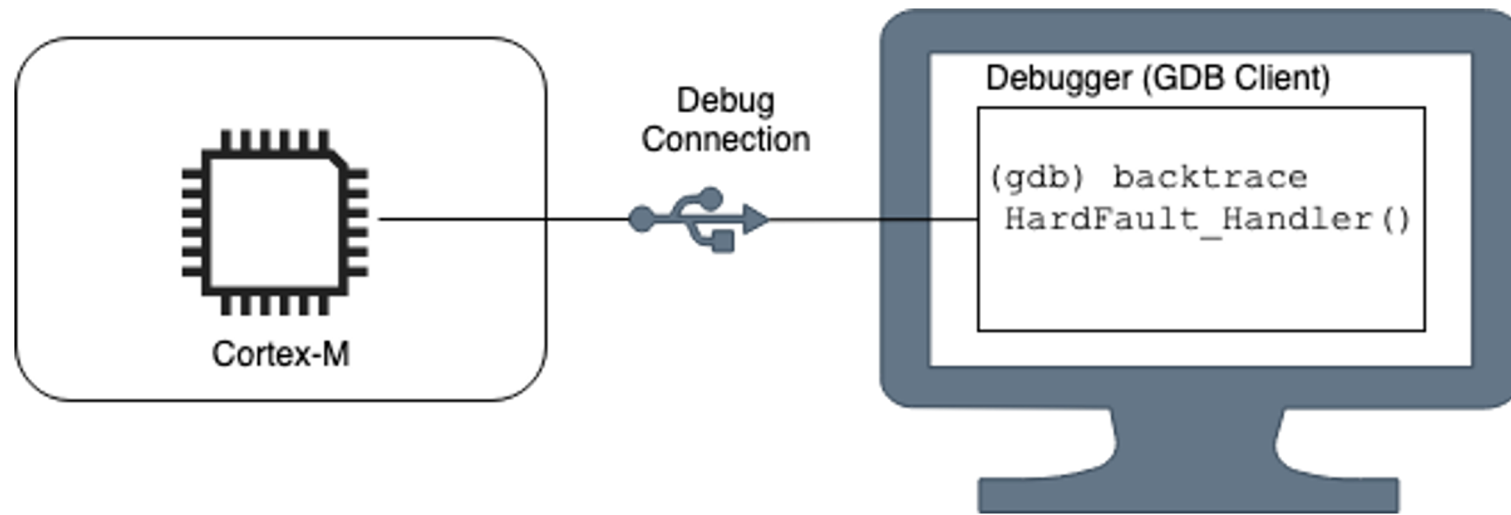 Debug
Connection
Debugger (GDB Client)
(gdb) backtrace
HardFault_Handler()
Cortex-M